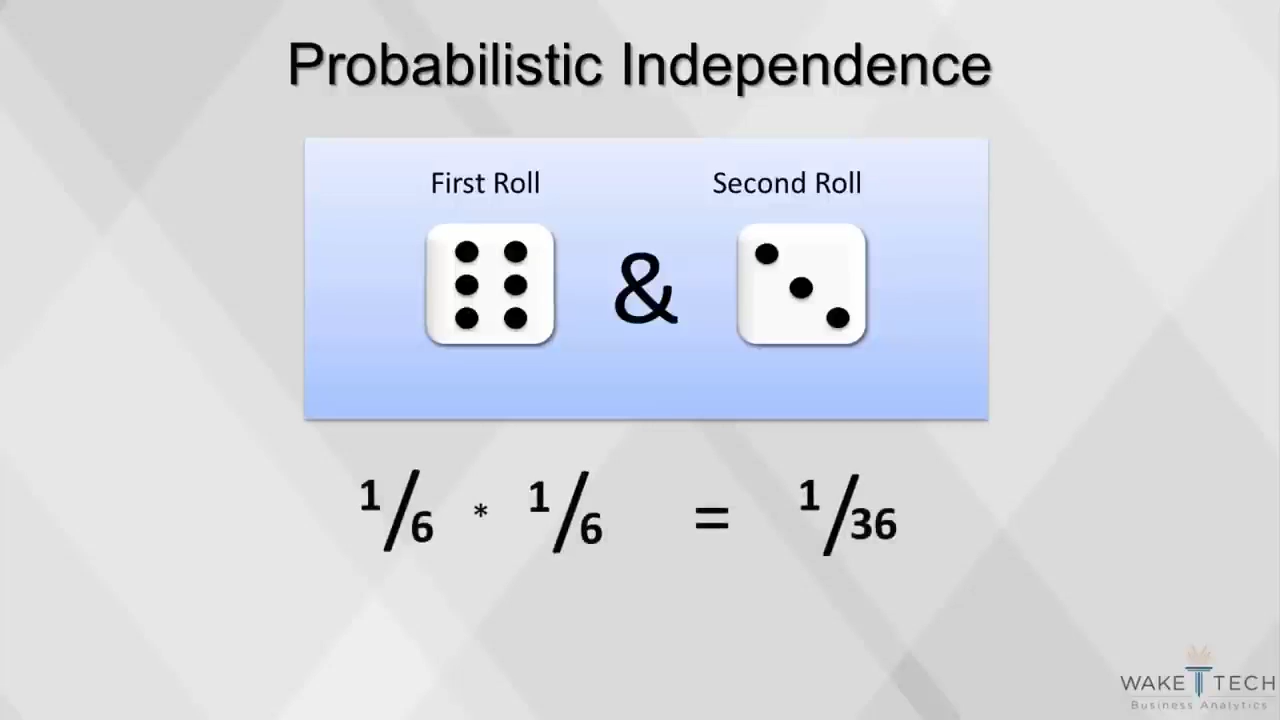 Probabilistic Independence
First Roll Second Roll
&
1/6 * 1/6 = 1/36
WAKE TECH
Business Analytics